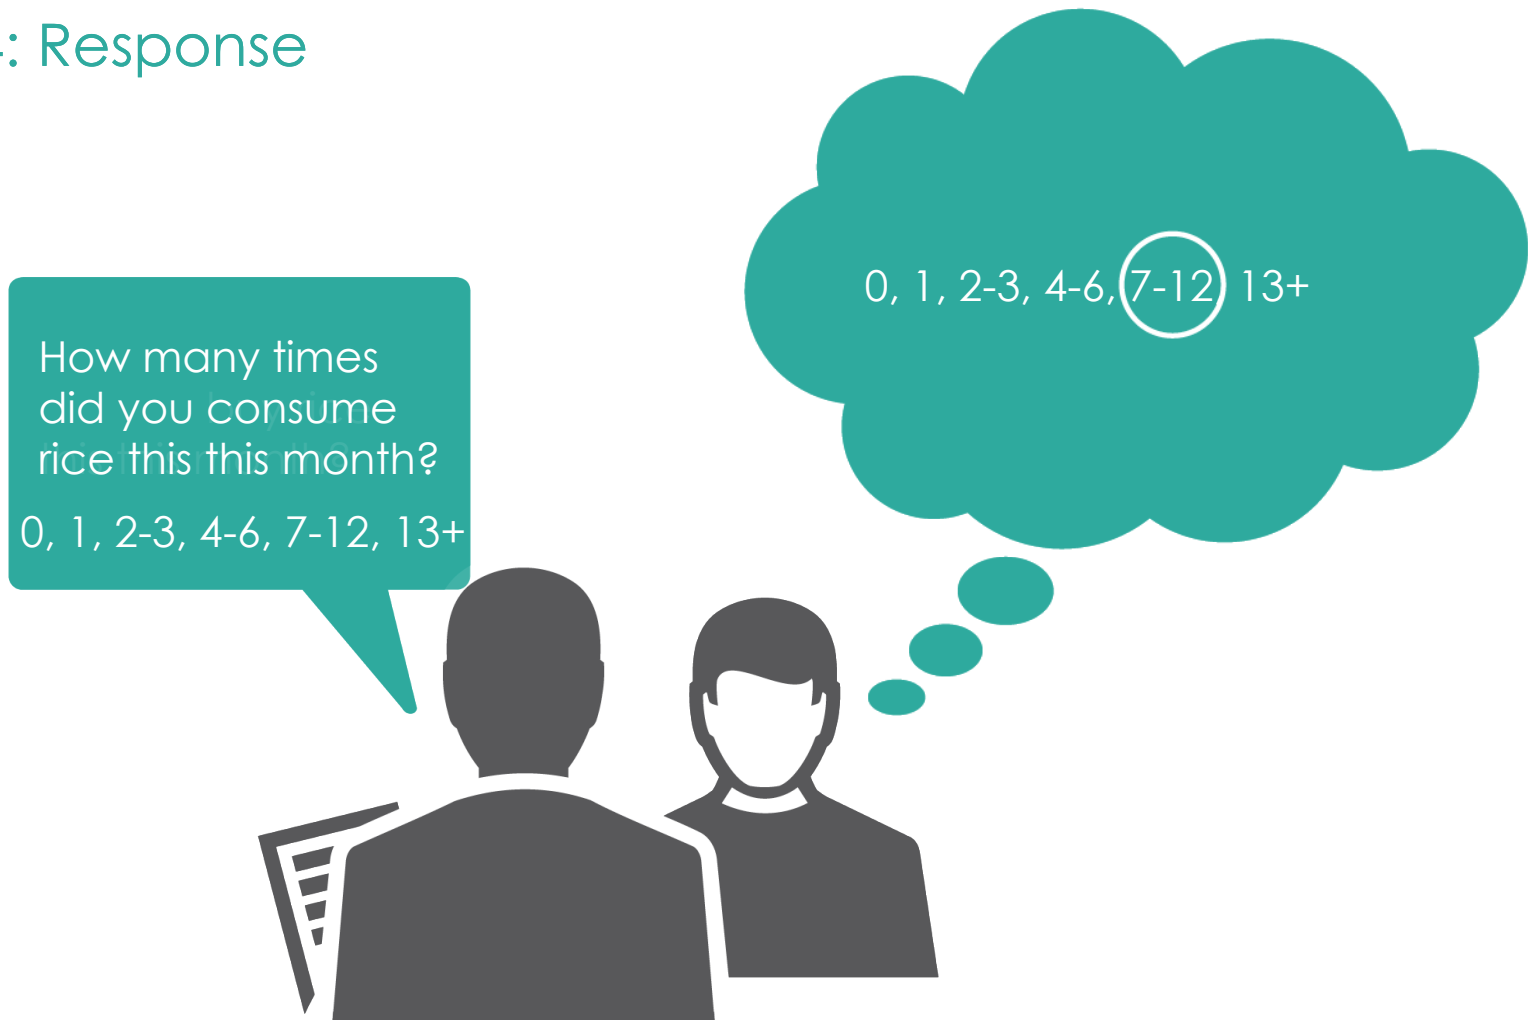 : Response
How many times
did you consume
rice this this month?
0, 1, 2-3, 4-6, 7-12, 13+
0, 1, 2-3, 4-6, 7-12 13+